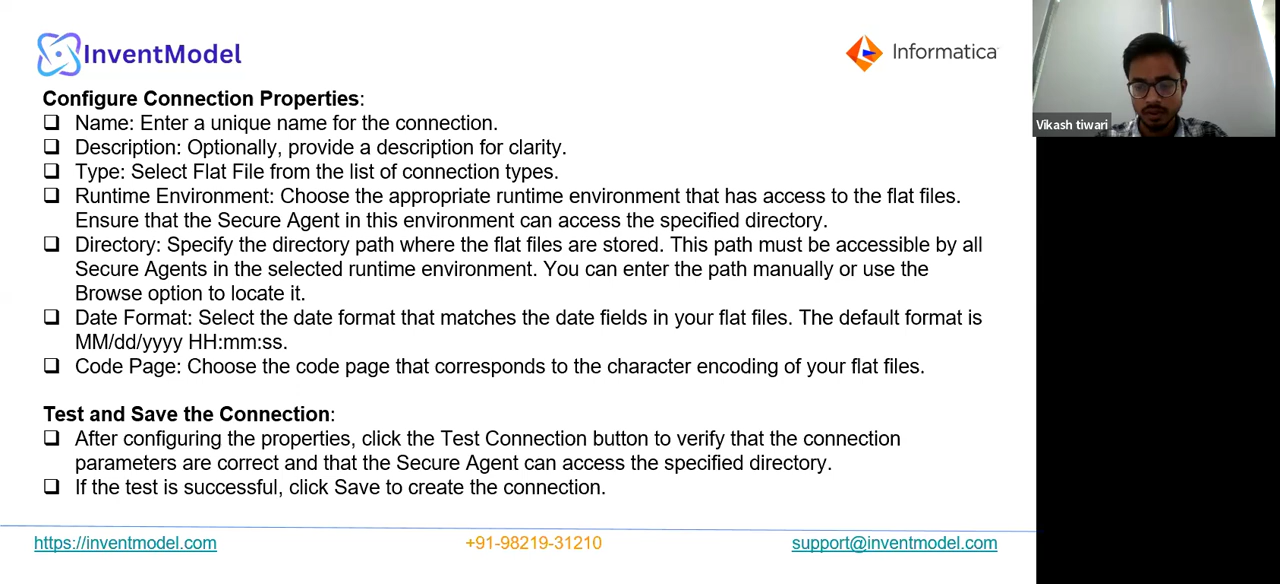 InventModel
Informatica
Vikash tiwari
Configure Connection Properties:
❑ Name: Enter a unique name for the connection.
❑ Description: Optionally, provide a description for clarity.
❑ Type: Select Flat File from the list of connection types.
❑ Runtime Environment: Choose the appropriate runtime environment that has access to the flat files.
Ensure that the Secure Agent in this environment can access the specified directory.
❑ Directory: Specify the directory path where the flat files are stored. This path must be accessible by all
Secure Agents in the selected runtime environment. You can enter the path manually or use the
Browse option to locate it.
❑ Date Format: Select the date format that matches the date fields in your flat files. The default format is
MM/dd/yyyy HH:mm:ss.
❑ Code Page: Choose the code page that corresponds to the character encoding of your flat files.
Test and Save the Connection:
❑ After configuring the properties, click the Test Connection button to verify that the connection
parameters are correct and that the Secure Agent can access the specified directory.
❑ If the test is successful, click Save to create the connection.
https://inventmodel.com
+91-98219-31210
support@inventmodel.com